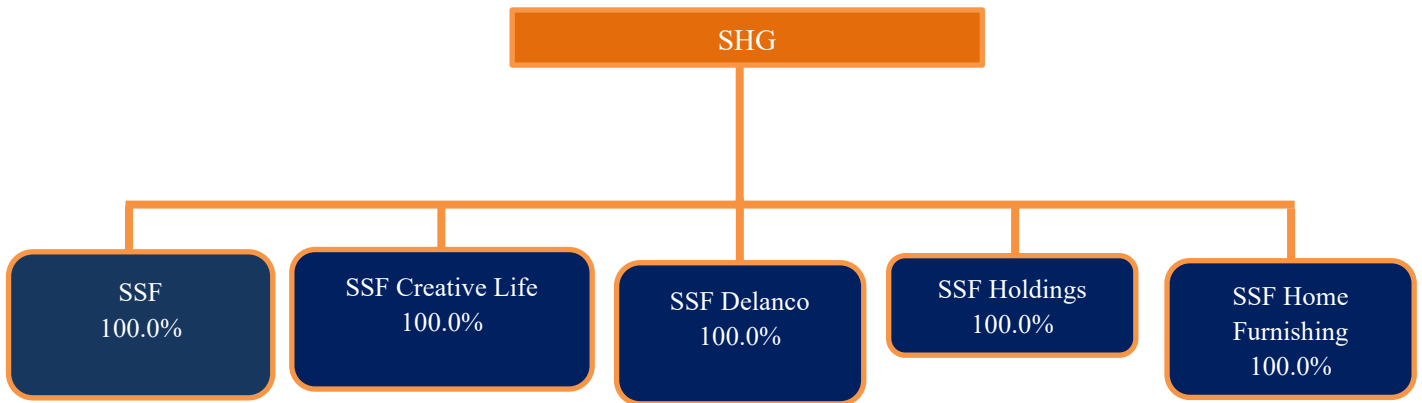 SHG
SSF
100.0%
SSF Creative Life
100.0%
SSF Delanco
100.0%
SSF Holdings
100.0%
SSF Home
Furnishing
100.0%